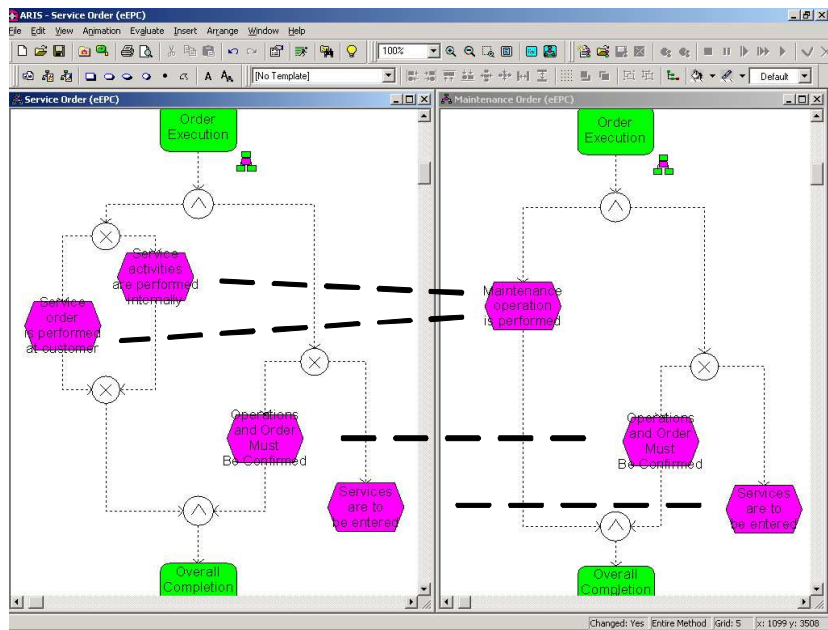 ARIS - Service Order (eEPC)
File Edit View Animation Evaluate Insert Arrange Window Help
100%
[No Template]
Default
Service Order (eEPC)
Order
Execution
Service
activities
are performed
internally
Service
order
is performed
at customer
Operations
and Order
Must
Be Confirmed
Services
are to
be entered
Overall
Completion
Maintenance Order (eEPC)
Order
Execution
Maintenance
operation
is performed
Operations
and Order
Must
Be Confirmed
Services
are to
be entered
Overall
Completion
Changed: Yes Entire Method Grid: 5 x: 1099 y: 3508